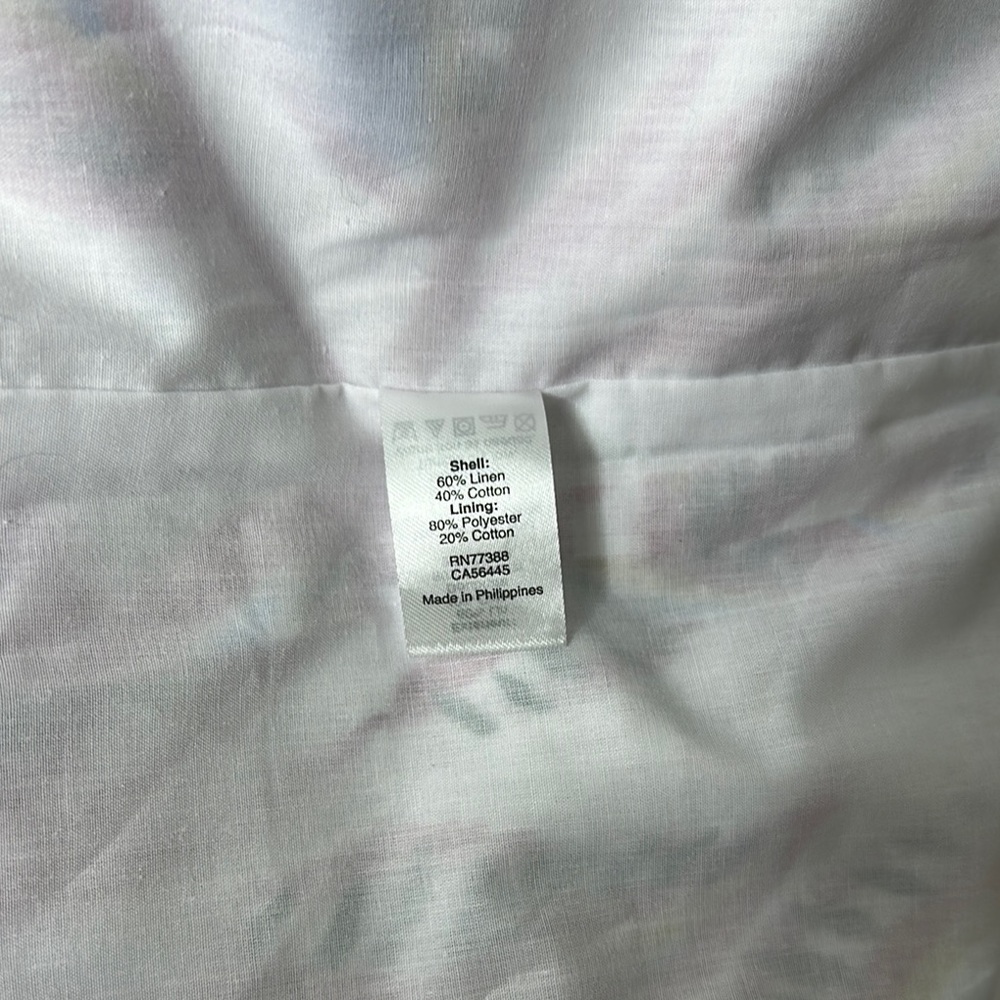 Shell:
60% Linen
40% Cotton
Lining:
80% Polyester
20% Cotton
RN77388
CA56445
Made in Philippines